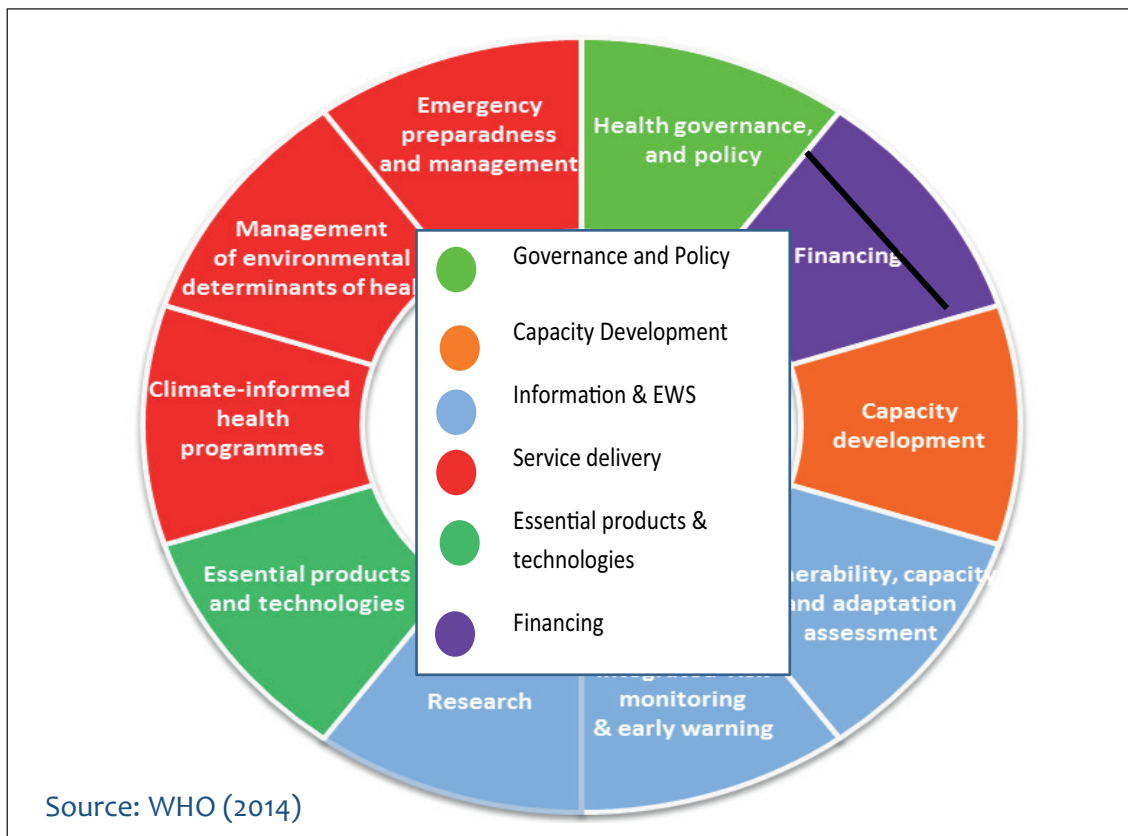 Emergency
preparadness
and management
Health governance,
and policy
Financing
Capacity
development
and adaptation
assessment
monitoring
& early warning
Research
Essential products
and technologies
Climate-informed
health
programmes
Management
of environmental
determinants of
Governance and Policy
Capacity Development
Information & EWS
Service delivery
Essential products &
technologies
Financing
Source: WHO (2014)